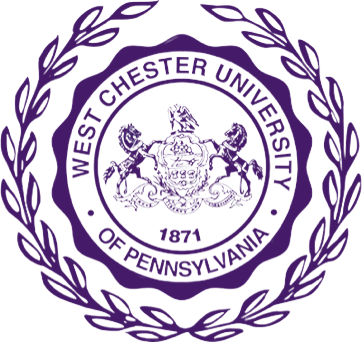 WEST CHESTER UNIVERSITY
1871
OF PENNSYLVANIA